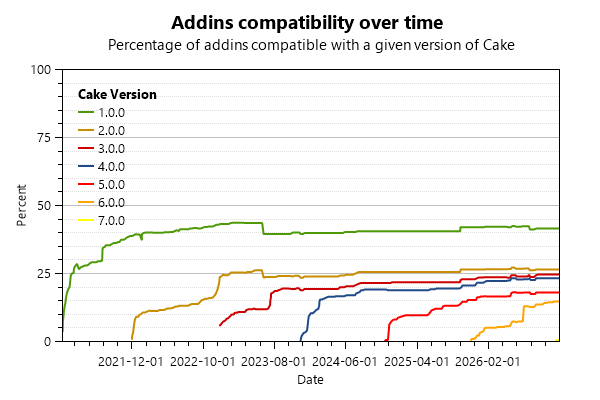 Addins compatibility over time
Percentage of addins compatible with a given version of Cake
100
75
50
25
0
Percent
Cake Version
1.0.0
2.0.0
3.0.0
4.0.0
5.0.0
6.0.0
7.0.0
2021-12-01 2022-10-01 2023-08-01 2024-06-01 2025-04-01 2026-02-01
Date